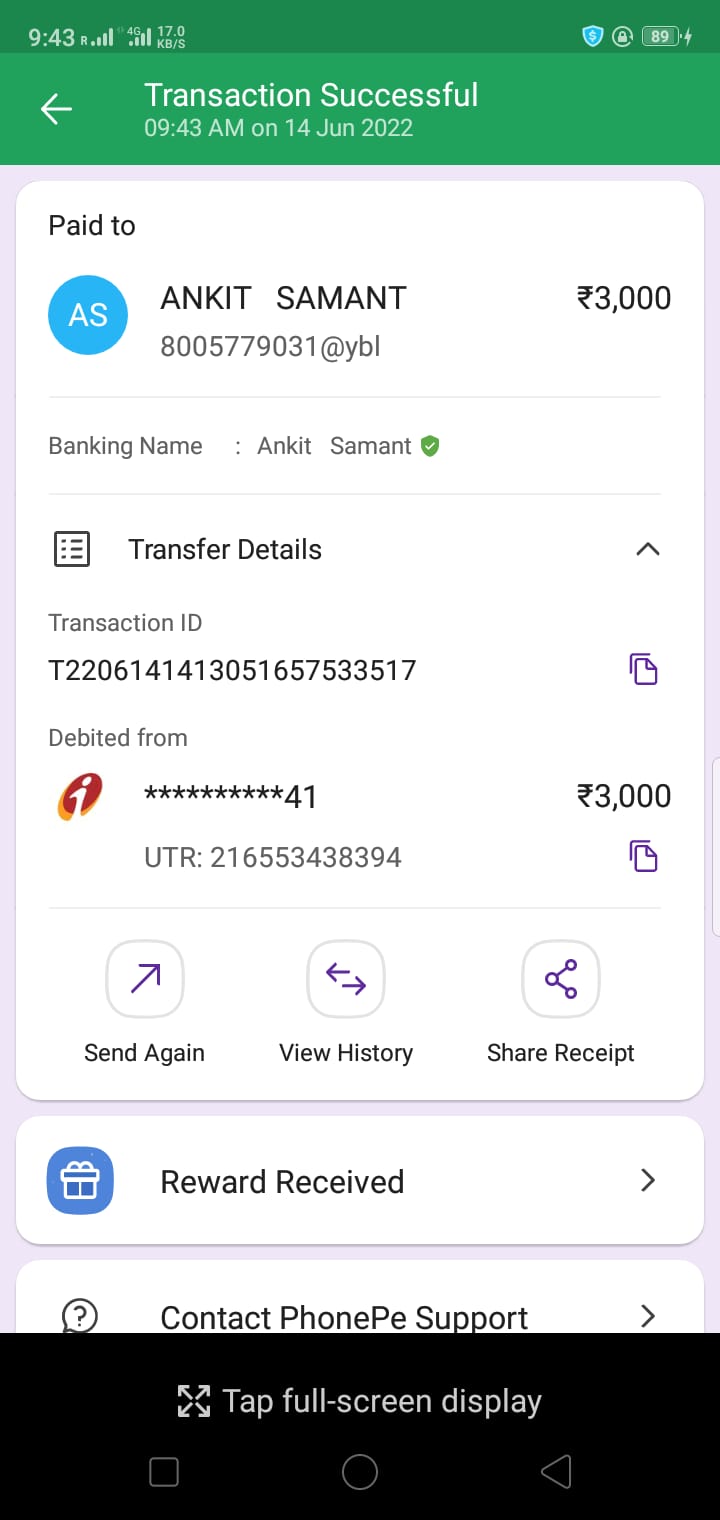 9:43 R 4G 17.0 KB/S 89
Transaction Successful
09:43 AM on 14 Jun 2022
Paid to
AS ANKIT SAMANT ₹3,000
8005779031@ybl
Banking Name : Ankit Samant
Transfer Details
Transaction ID
T2206141413051657533517
Debited from
**********41 ₹3,000
UTR: 216553438394
Send Again View History Share Receipt
Reward Received
Contact PhonePe Support
Tap full-screen display